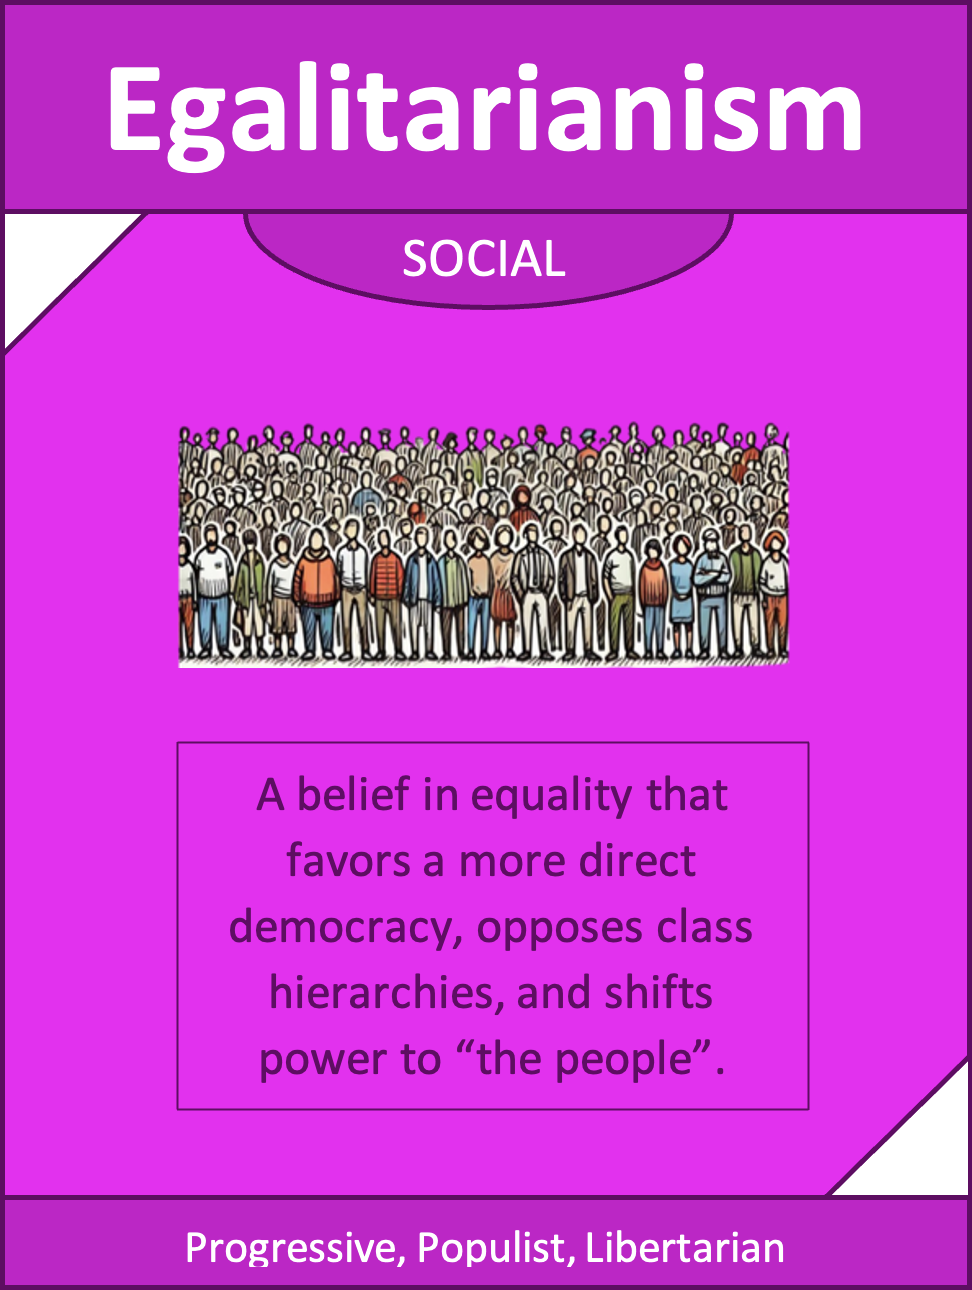 Egalitarianism
SOCIAL
A belief in equality that
favors a more direct
democracy, opposes class
hierarchies, and shifts
power to “the people”.
Progressive, Populist, Libertarian